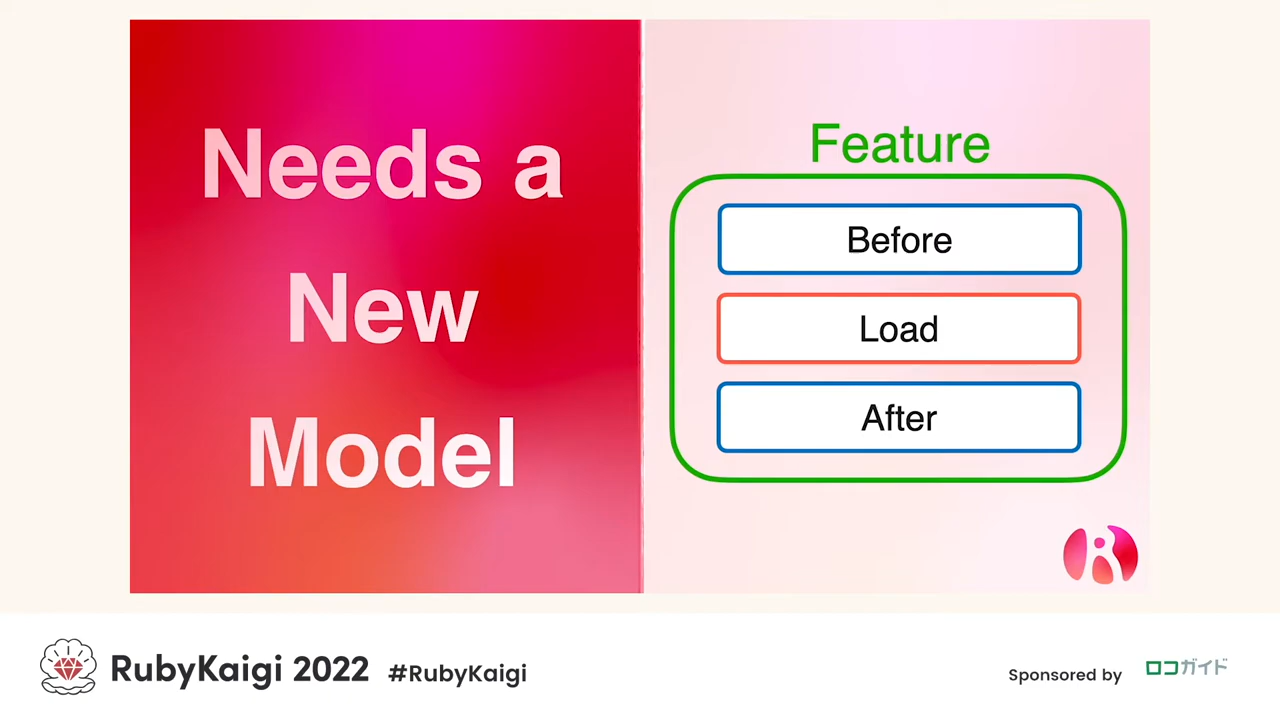 Needs a
New
Model
Feature
Before
Load
After
RubyKaigi 2022 #RubyKaigi
Sponsored by ロコガイド